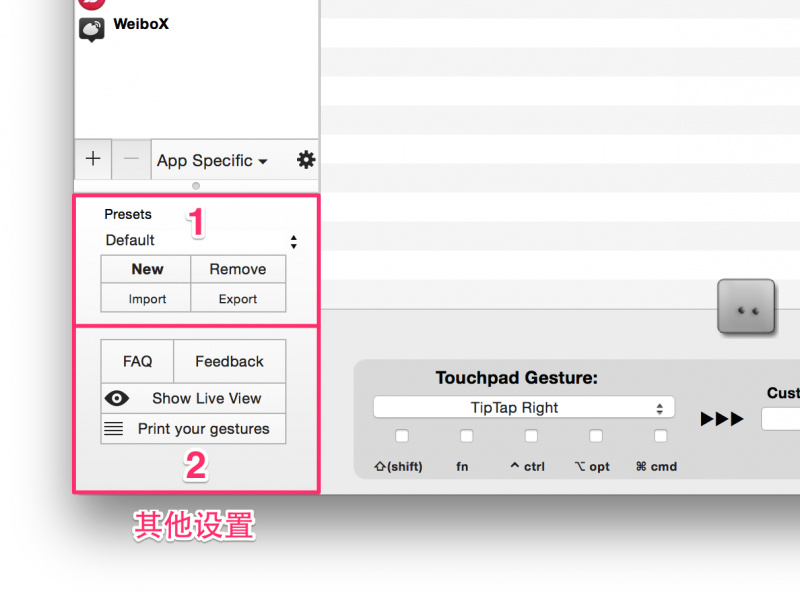 WeiboX
+ − App Specific
Presets
1
Default
New Remove
Import Export
FAQ Feedback
Show Live View
Print your gestures
2
其他设置
Touchpad Gesture:
TipTap Right
⇧(shift) fn ⌃ ctrl ⌥ opt ⌘ cmd
Cust